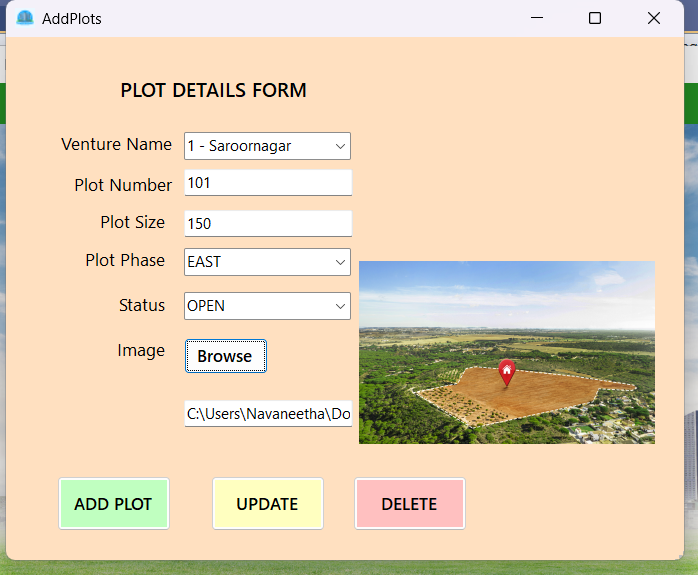 AddPlots
PLOT DETAILS FORM
Venture Name 1 - Saroornagar
Plot Number 101
Plot Size 150
Plot Phase EAST
Status OPEN
Image Browse
C:\Users\Navaneetha\Do
ADD PLOT UPDATE DELETE